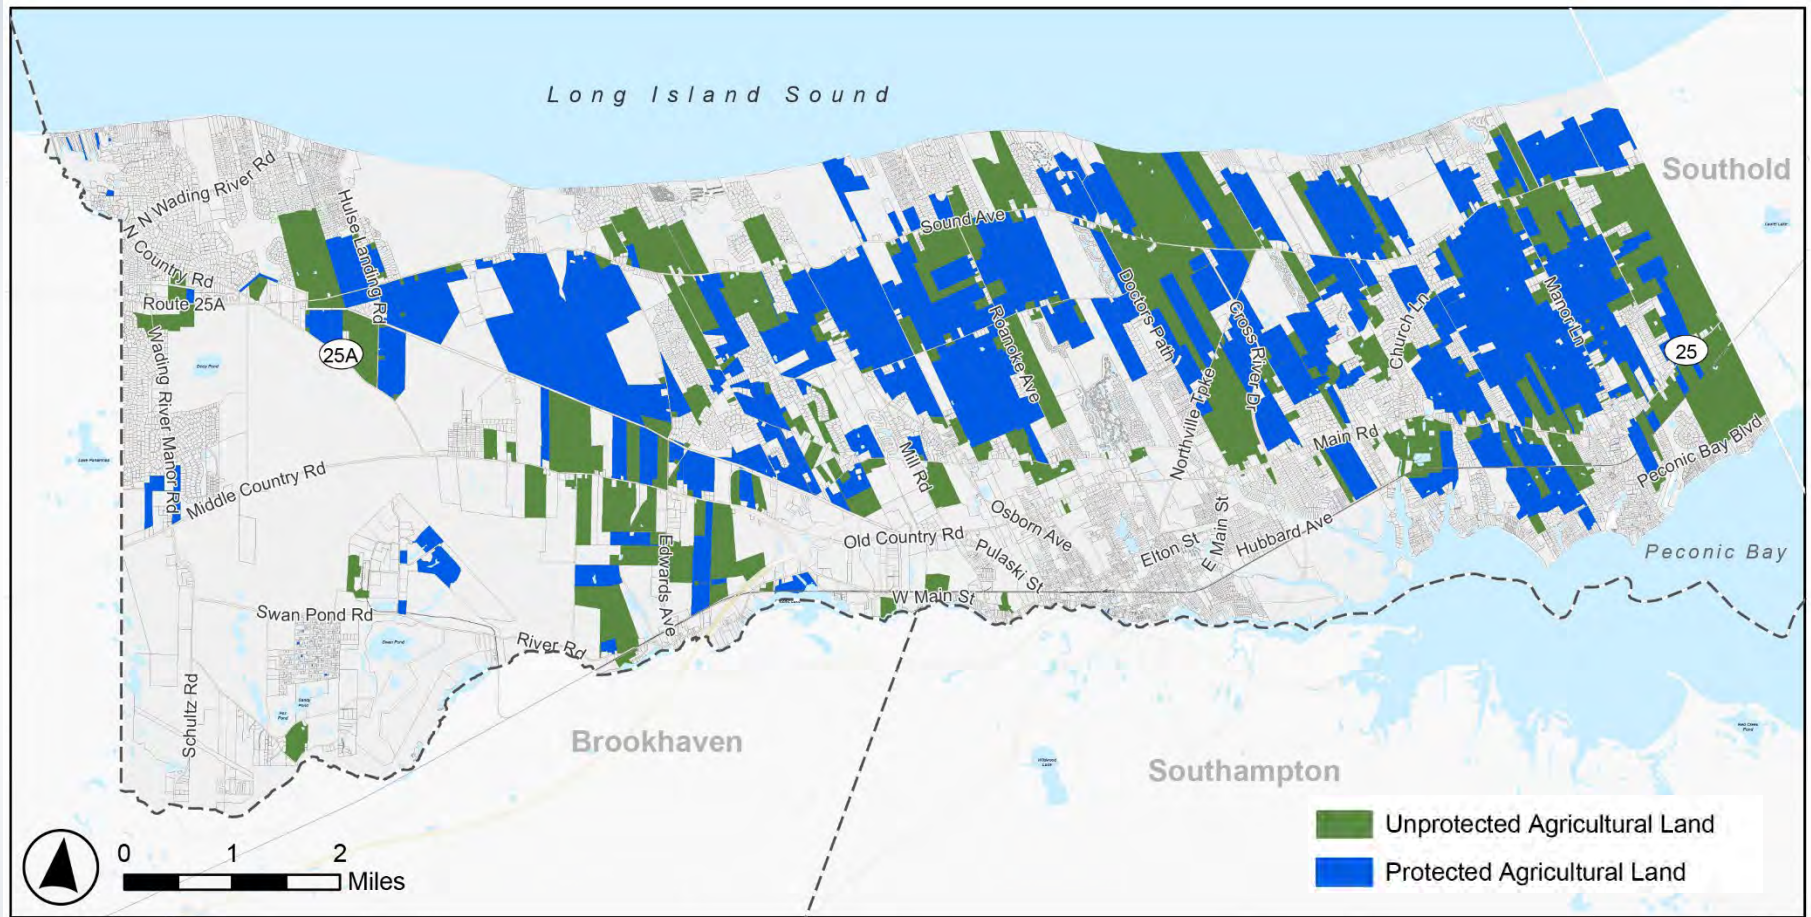 Long Island Sound
Southold
N Wading River Rd
Hulse Landing Rd
Sound Ave
N Country Rd
Route 25A
25A
Wading River Manor Rd
Deep Pond
Doctors Path
Cross River Dr
Church Ln
Manor Ln
Roanoke Ave
25
Northville Tpke
Main Rd
Mill Rd
Peconic Bay Blvd
Middle Country Rd
Osborn Ave
Old Country Rd
Pulaski St
Elton St
E Main St
Hubbard Ave
Peconic Bay
Edwards Ave
W Main St
Swan Pond Rd
Swan Pond
River Rd
Schultz Rd
Brookhaven
Southampton
Unprotected Agricultural Land
Protected Agricultural Land
0 1 2
Miles